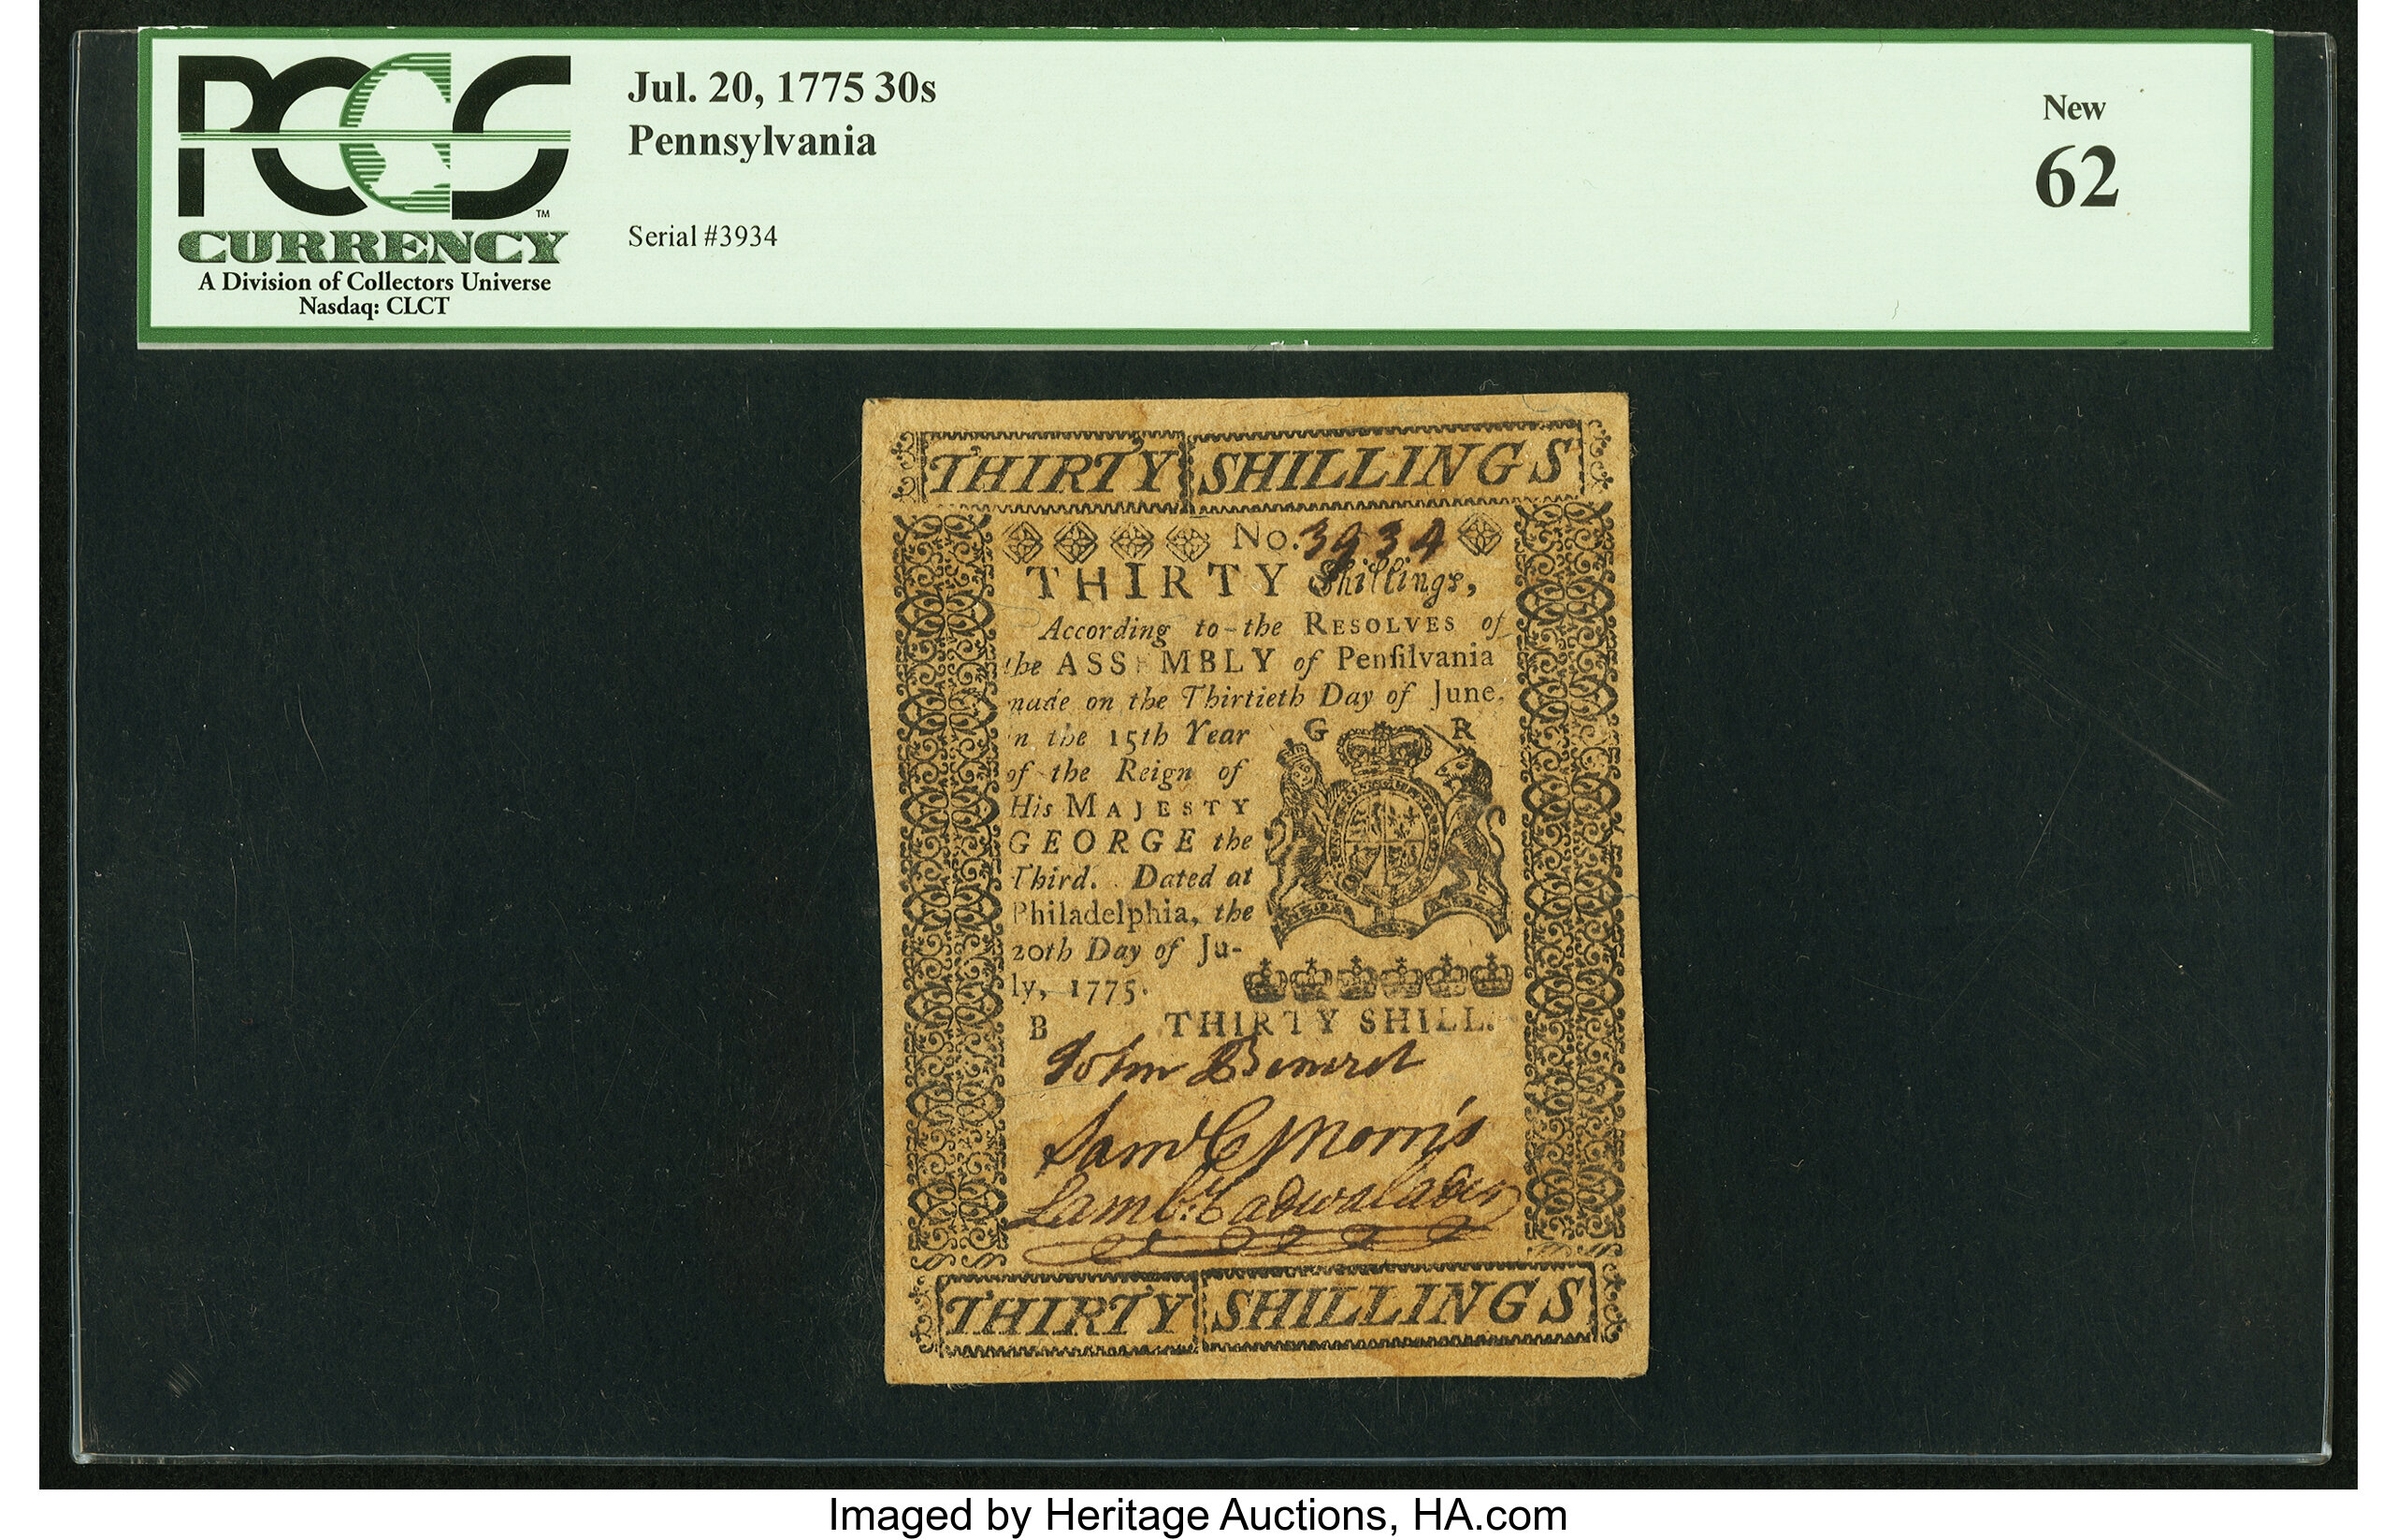 PCGS
TM
CURRENCY
A Division of Collectors Universe
Nasdaq: CLCT
Jul. 20, 1775 30s
Pennsylvania
Serial #3934
New
62
THIRTY SHILLINGS
No. 3934
THIRTY Shillings,
According to the RESOLVES of
the ASSEMBLY of Penſilvania
made on the Thirtieth Day of June,
in the 15th Year
of the Reign of
His MAJESTY
GEORGE the
Third. Dated at
Philadelphia, the
20th Day of Ju-
ly, 1775.
G R
B THIRTY SHILL.
John
Saml C Morris
Lamb. Cadwalader
THIRTY SHILLINGS
Imaged by Heritage Auctions, HA.com